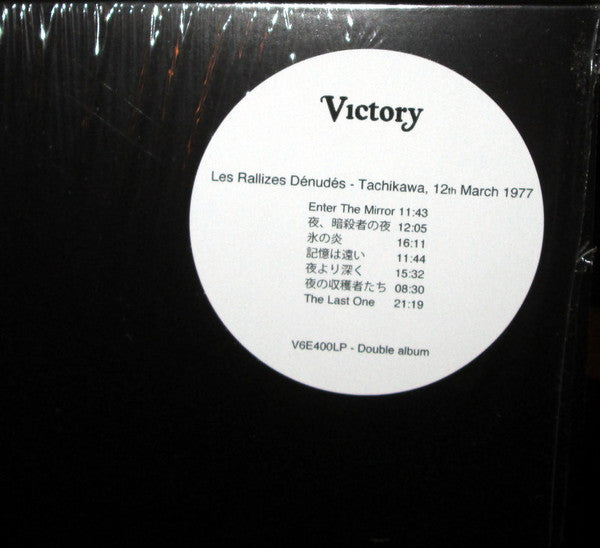 Victory
Les Rallizes Dénudés - Tachikawa, 12th March 1977
Enter The Mirror 11:43
夜、暗殺者の夜 12:05
氷の炎 16:11
記憶は遠い 11:44
夜より深く 15:32
夜の収穫者たち 08:30
The Last One 21:19
V6E400LP - Double album